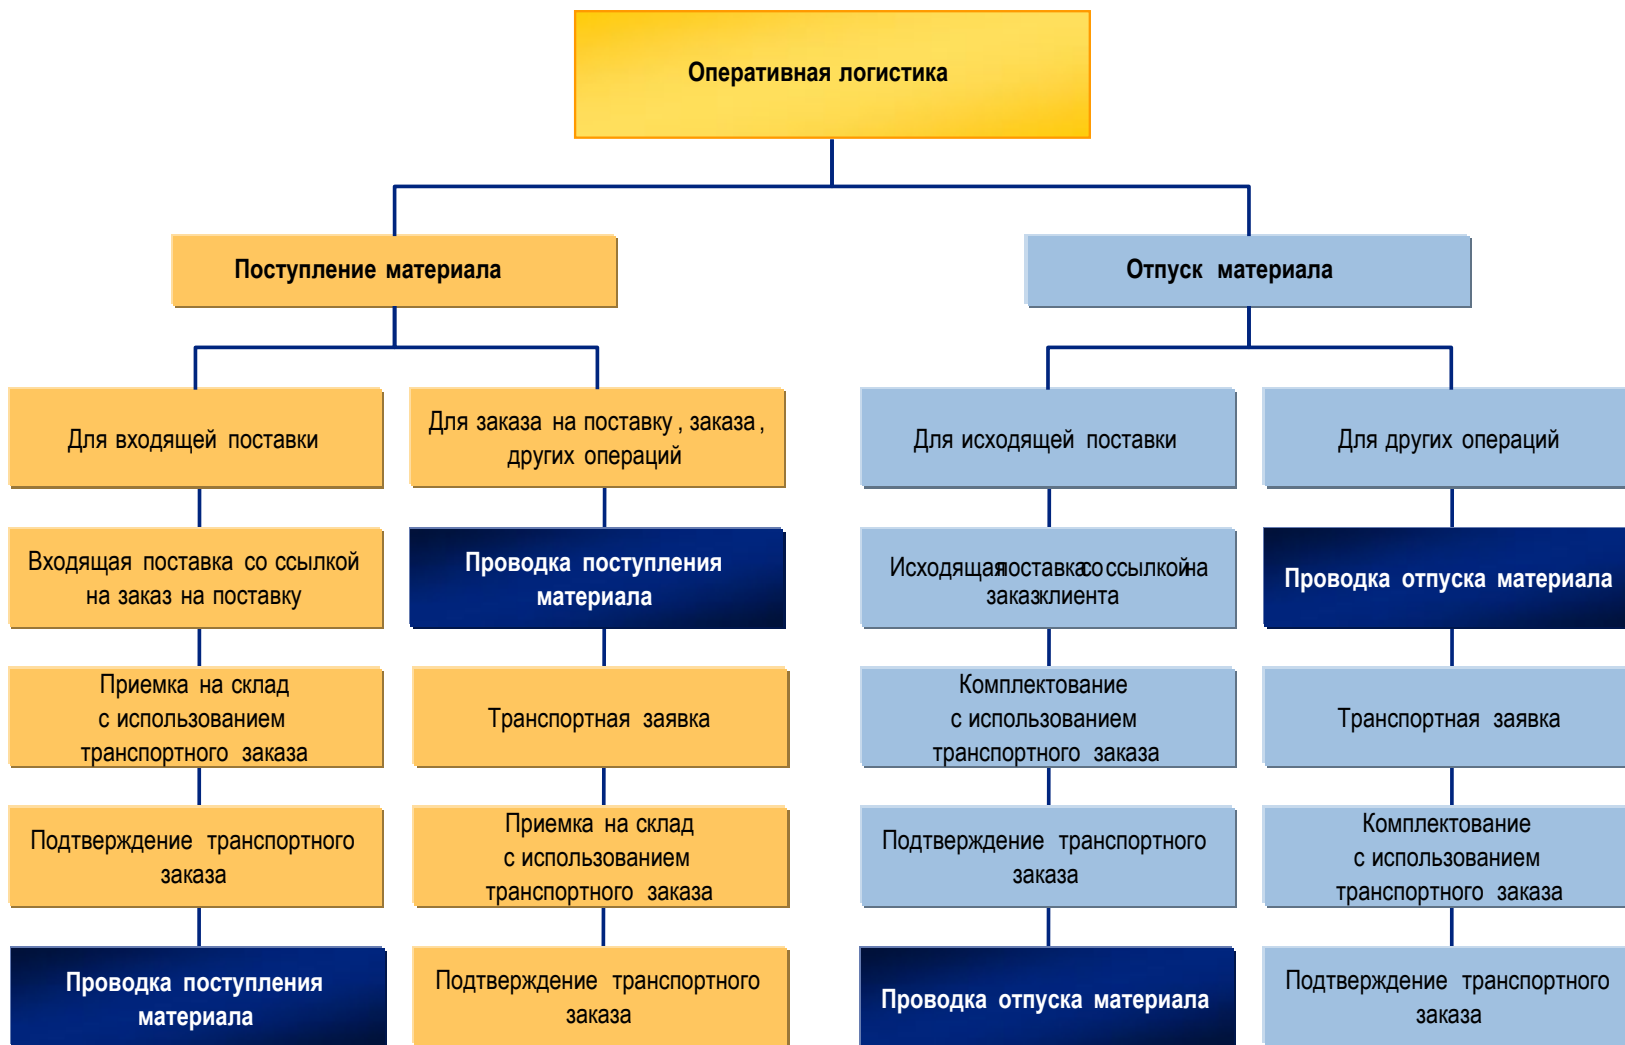 Оперативная логистика
Поступление материала
Отпуск материала
Для входящей поставки
Для заказа на поставку, заказа,
других операций
Для исходящей поставки
Для других операций
Входящая поставка со ссылкой
на заказ на поставку
Проводка поступления
материала
Исходящая поставка со ссылкой на
заказ клиента
Проводка отпуска материала
Приемка на склад
с использованием
транспортного заказа
Транспортная заявка
Комплектование
с использованием
транспортного заказа
Транспортная заявка
Подтверждение транспортного
заказа
Приемка на склад
с использованием
транспортного заказа
Подтверждение транспортного
заказа
Комплектование
с использованием
транспортного заказа
Проводка поступления
материала
Подтверждение транспортного
заказа
Проводка отпуска материала
Подтверждение транспортного
заказа